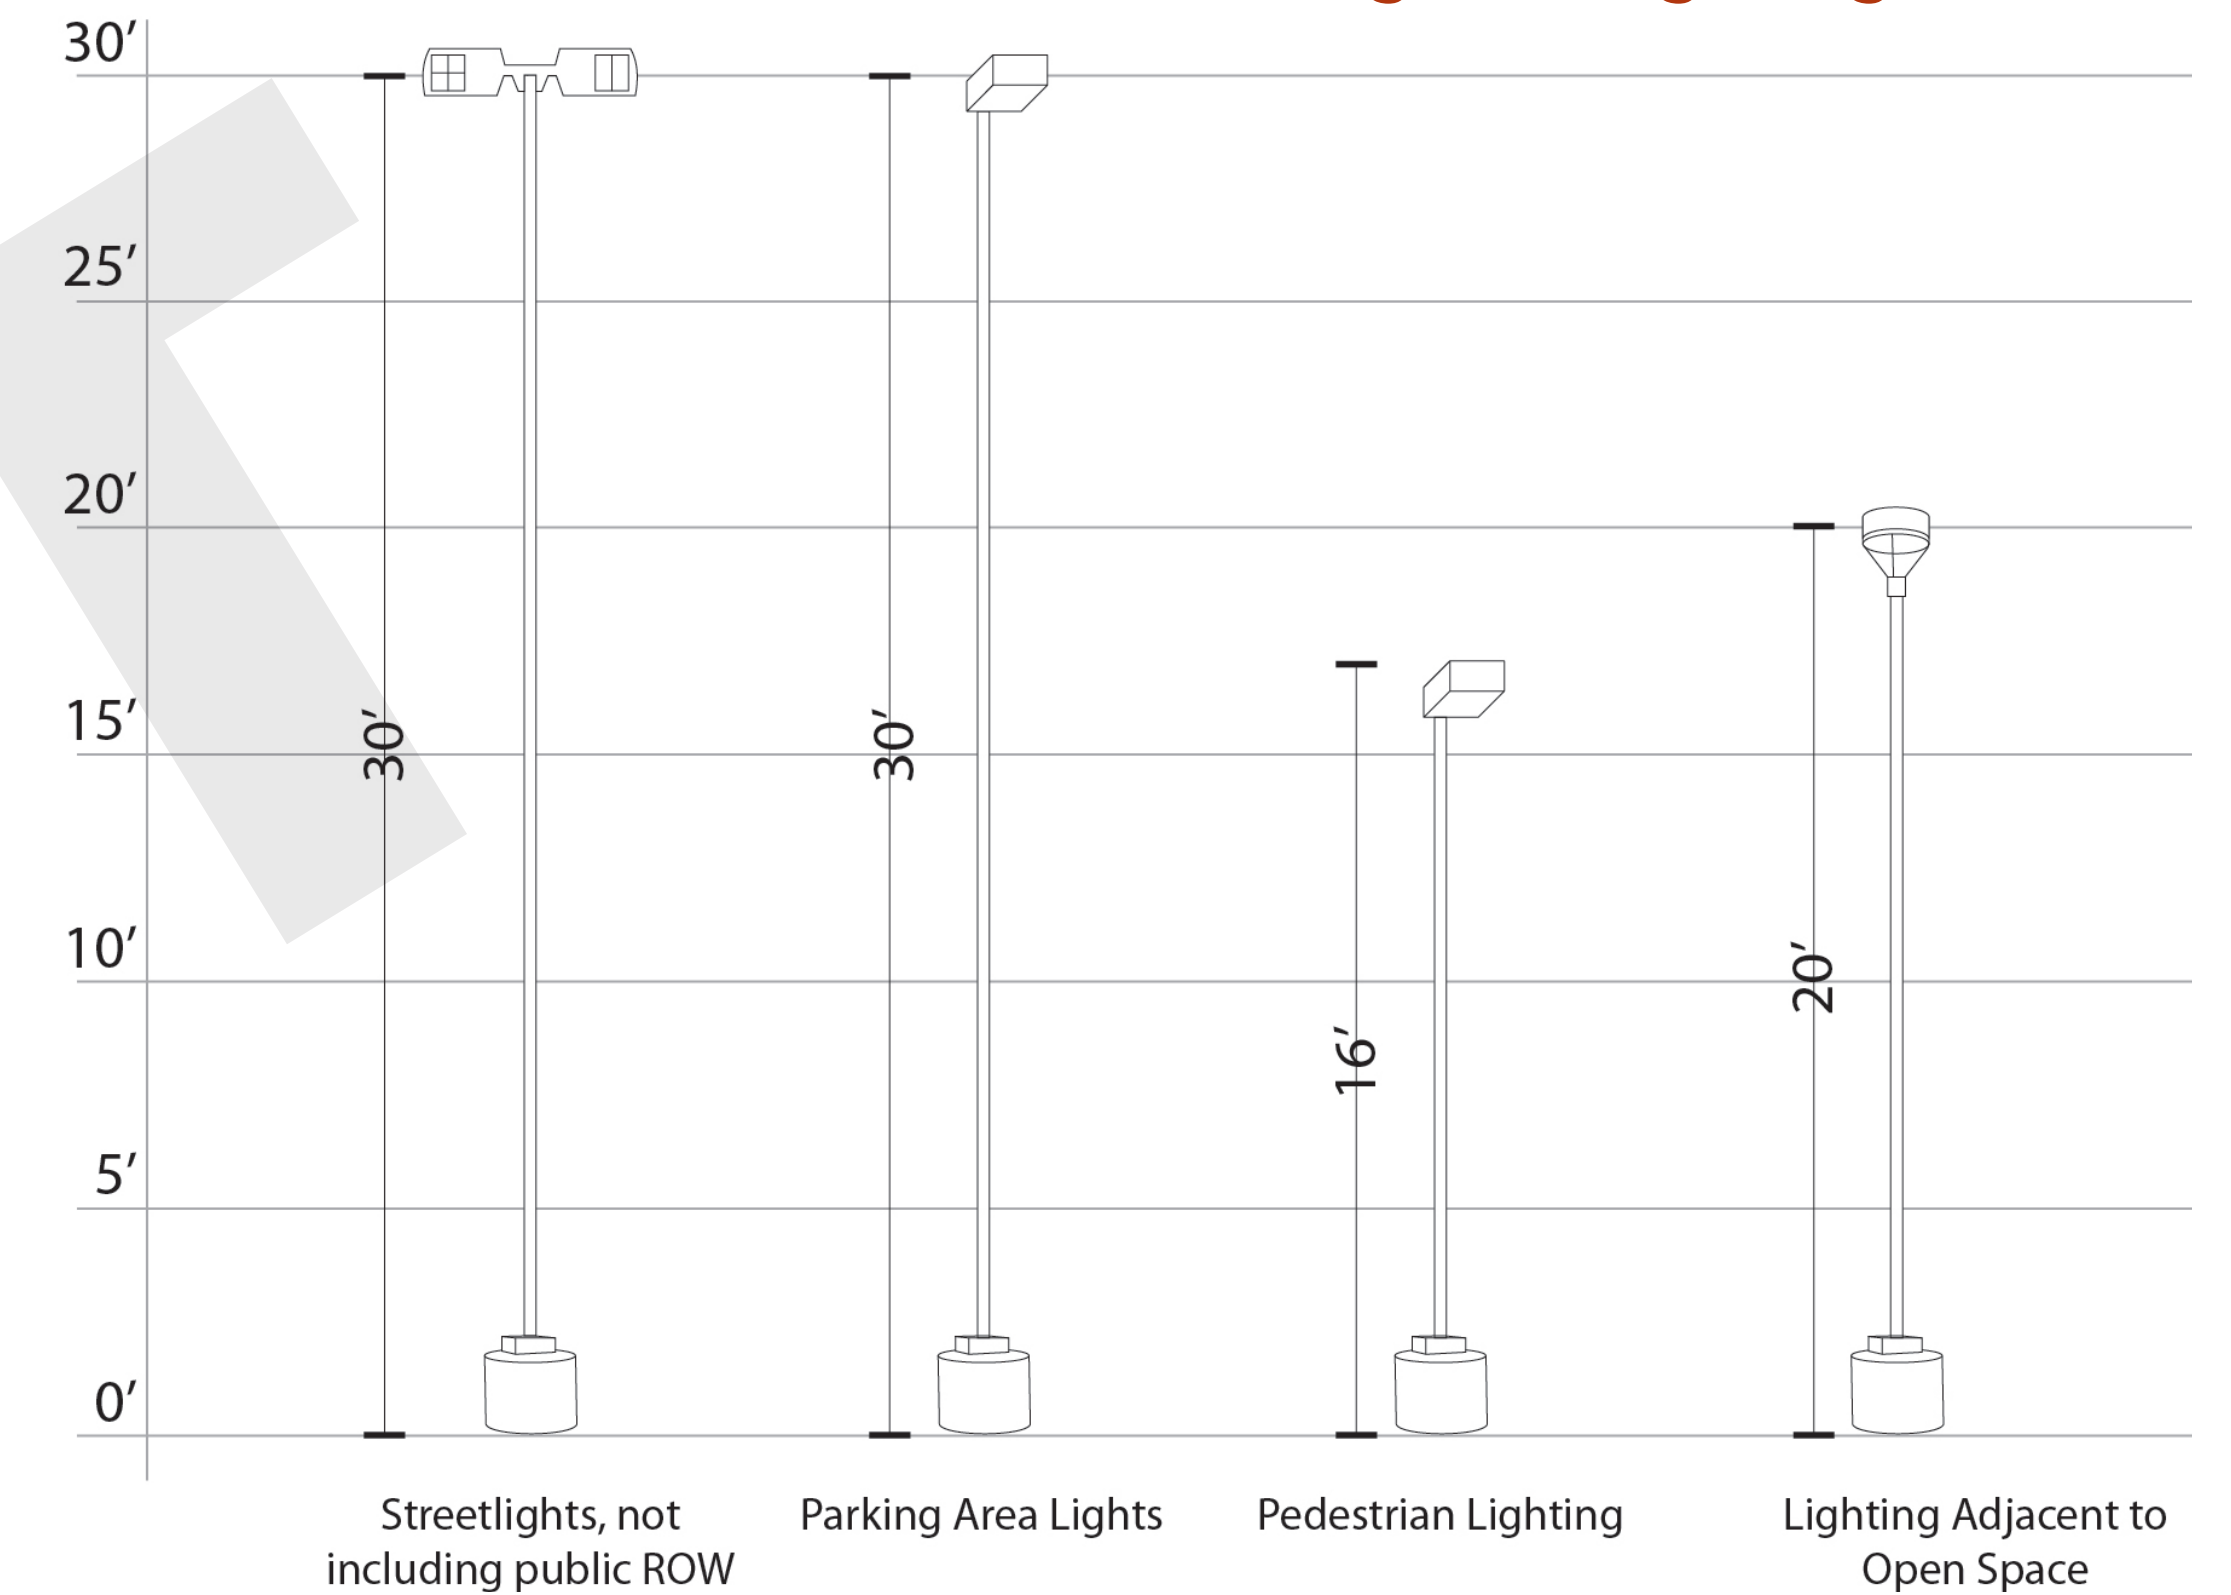 30′
25′
20′
15′
10′
5′
0′
30′
30′
16′
20′
Streetlights, not
including public ROW
Parking Area Lights
Pedestrian Lighting
Lighting Adjacent to
Open Space